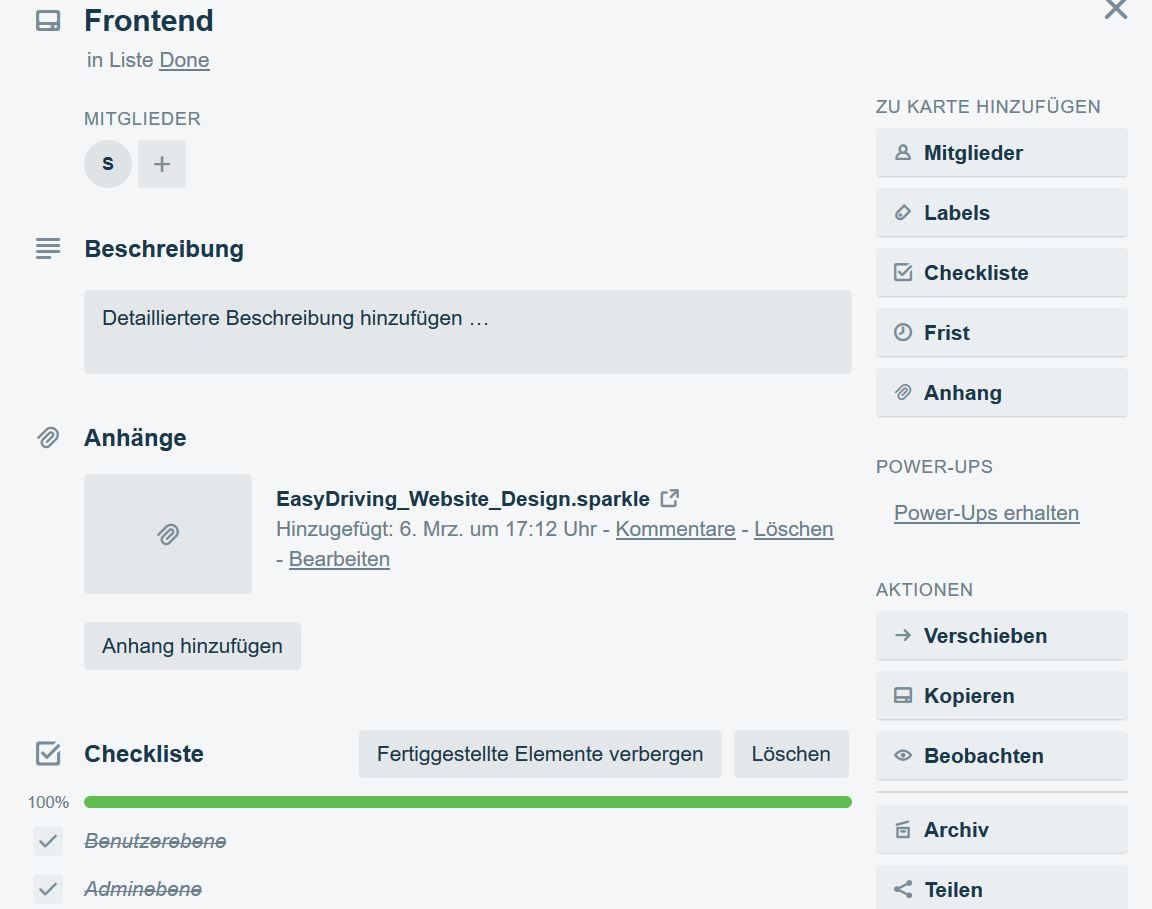 Frontend
in Liste Done
MITGLIEDER
S
+
Beschreibung
Detailliertere Beschreibung hinzufügen …
Anhänge
EasyDriving_Website_Design.sparkle
Hinzugefügt: 6. Mrz. um 17:12 Uhr - Kommentare - Löschen
- Bearbeiten
Anhang hinzufügen
Checkliste
Fertiggestellte Elemente verbergen
Löschen
100%
Benutzerebene
Adminebene
ZU KARTE HINZUFÜGEN
Mitglieder
Labels
Checkliste
Frist
Anhang
POWER-UPS
Power-Ups erhalten
AKTIONEN
Verschieben
Kopieren
Beobachten
Archiv
Teilen